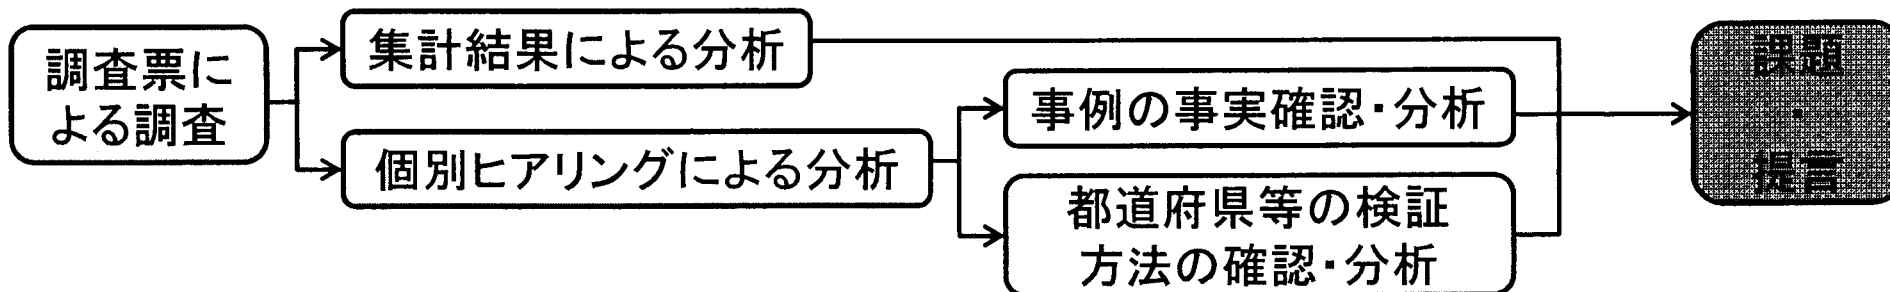 調査票に
よる調査
集計結果による分析
個別ヒアリングによる分析
事例の事実確認・分析
都道府県等の検証
方法の確認・分析
課題
・
提言